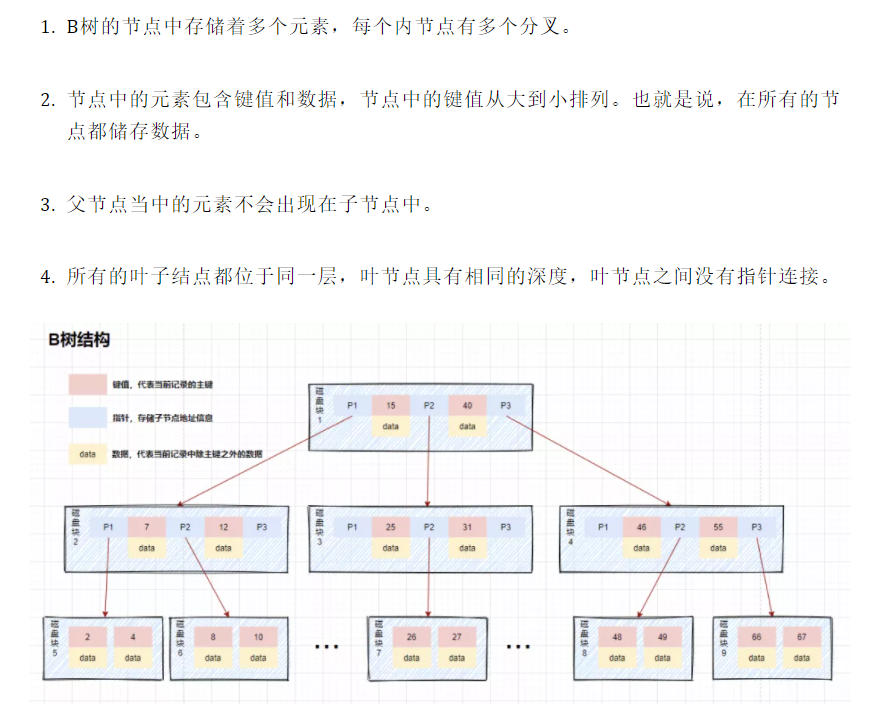 1. B树的节点中存储着多个元素，每个内节点有多个分叉。
2. 节点中的元素包含键值和数据，节点中的键值从大到小排列。也就是说，在所有的节
点都储存数据。
3. 父节点当中的元素不会出现在子节点中。
4. 所有的叶子结点都位于同一层，叶节点具有相同的深度，叶节点之间没有指针连接。
B树结构
键值，代表当前记录的主键
指针，存储子节点地址信息
data 数据，代表当前记录中除主键之外的数据
磁盘块1
P1 15 P2 40 P3
data data
磁盘块2
P1 7 P2 12 P3
data data
磁盘块3
P1 25 P2 31 P3
data data
磁盘块4
P1 46 P2 55 P3
data data
磁盘块5
2 4
data data
磁盘块6
8 10
data data
...
磁盘块7
26 27
data data
...
磁盘块8
48 49
data data
磁盘块9
66 67
data data